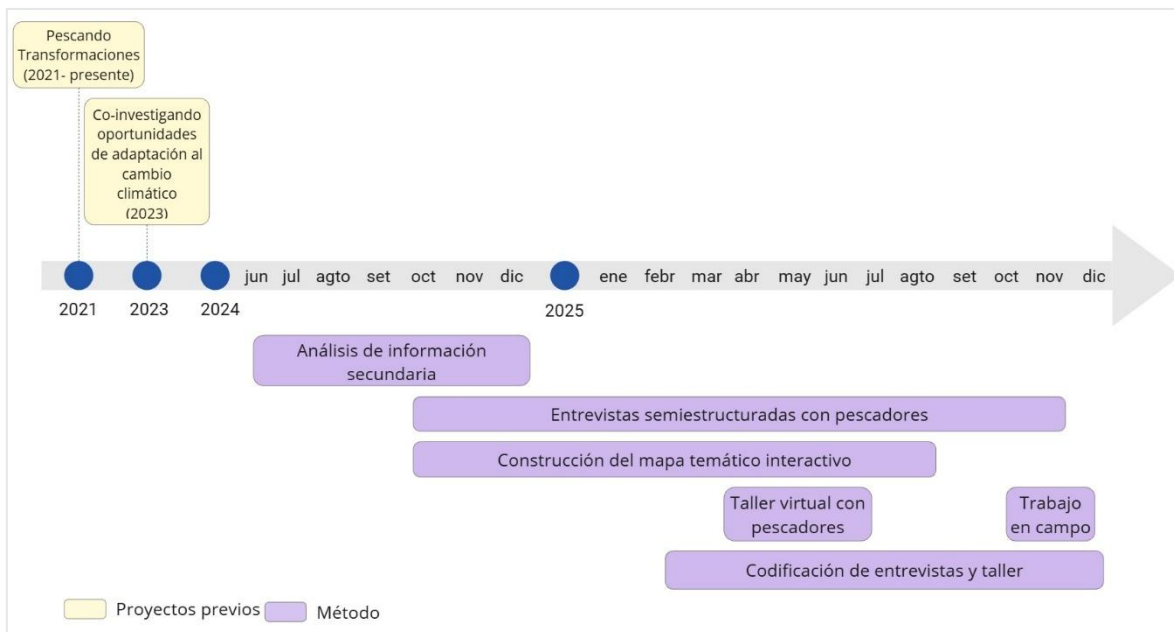 Pescando
Transformaciones
(2021- presente)
Co-investigando
oportunidades
de adaptación al
cambio
climático
(2023)
jun jul agto set oct nov dic ene febr mar abr may jun jul agto set oct nov dic
2021 2023 2024 2025
Análisis de información
secundaria
Entrevistas semiestructuradas con pescadores
Construcción del mapa temático interactivo
Taller virtual con
pescadores
Trabajo
en campo
Codificación de entrevistas y taller
Proyectos previos Método